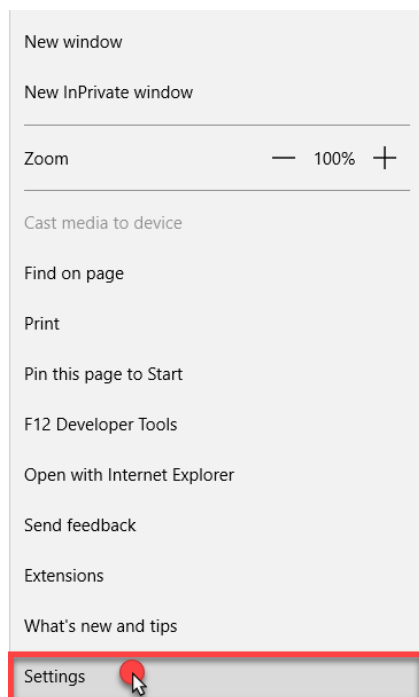 New window
New InPrivate window
Zoom — 100% +
Cast media to device
Find on page
Print
Pin this page to Start
F12 Developer Tools
Open with Internet Explorer
Send feedback
Extensions
What's new and tips
Settings